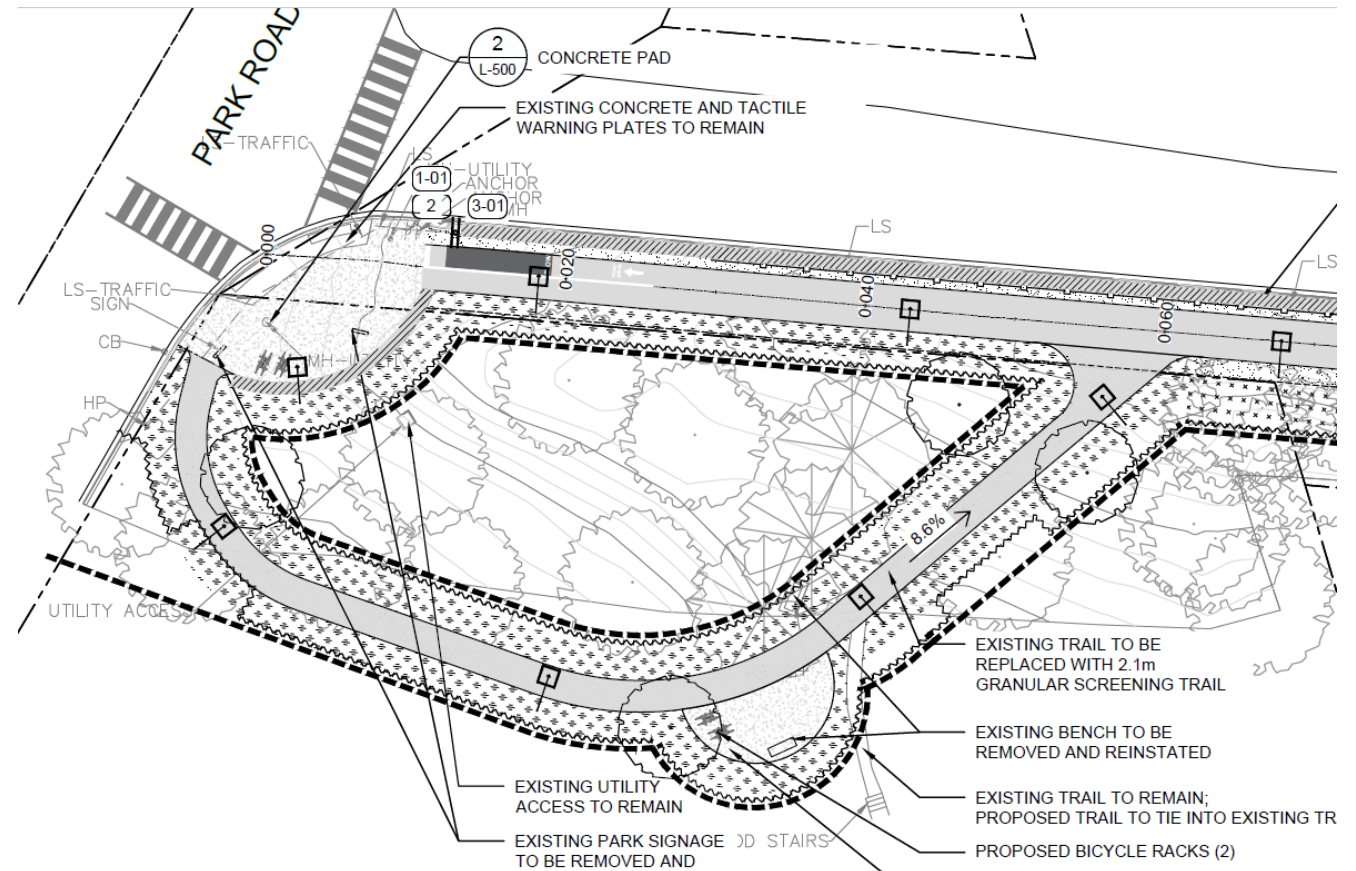 PARK ROAD
2
L-500
CONCRETE PAD
EXISTING CONCRETE AND TACTILE
WARNING PLATES TO REMAIN
LS-TRAFFIC
LS
UTILITY
ANCHOR
1-01
2
3-01
MH
LS
LS
0+000
0+020
0+040
0+060
LS-TRAFFIC
SIGN
CB
HP
8.6%
UTILITY ACCESS
EXISTING TRAIL TO BE
REPLACED WITH 2.1m
GRANULAR SCREENING TRAIL
EXISTING BENCH TO BE
REMOVED AND REINSTATED
EXISTING UTILITY
ACCESS TO REMAIN
EXISTING TRAIL TO REMAIN;
PROPOSED TRAIL TO TIE INTO EXISTING TR
EXISTING PARK SIGNAGE
TO BE REMOVED AND
STAIRS
PROPOSED BICYCLE RACKS (2)